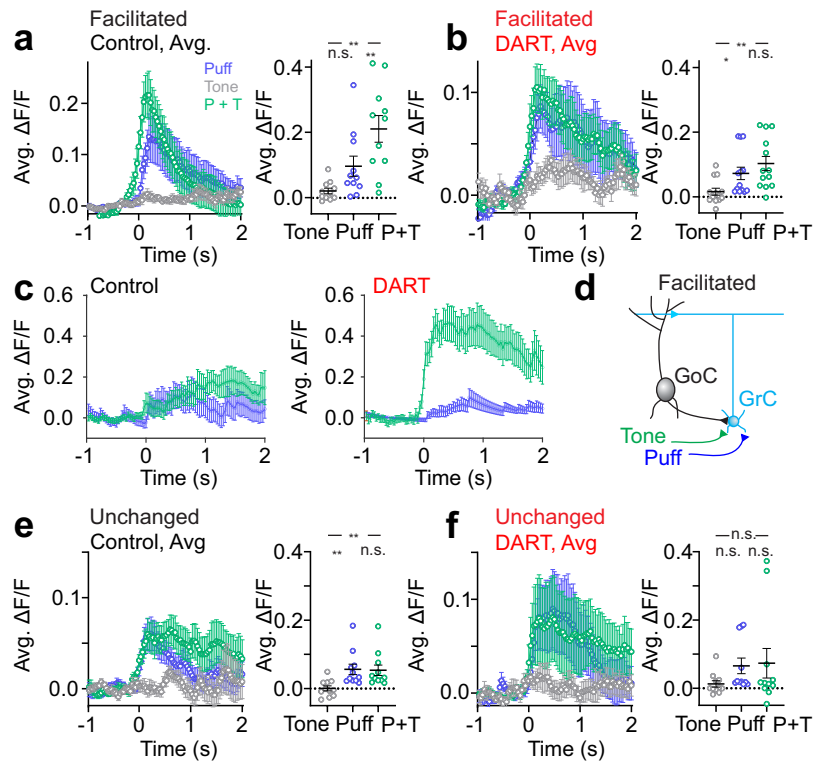 a
Facilitated
Control, Avg.
Puff
Tone
P + T
Avg. ΔF/F
0.2
0.1
0.0
-1 0 1 2
Time (s)
**
n.s. **
Avg. ΔF/F
0.4
0.2
0.0
Tone Puff P+T
b
Facilitated
DART, Avg
Avg. ΔF/F
0.1
0.0
-1 0 1 2
Time (s)
**
* n.s.
Avg. ΔF/F
0.4
0.2
0.0
Tone Puff P+T
c
Control
Avg. ΔF/F
0.6
0.4
0.2
0.0
-1 0 1 2
Time (s)
DART
Avg. ΔF/F
0.6
0.4
0.2
0.0
-1 0 1 2
Time (s)
d
Facilitated
GoC
GrC
Tone
Puff
e
Unchanged
Control, Avg
Avg. ΔF/F
0.1
0.0
-1 0 1 2
Time (s)
**
** n.s.
Avg. ΔF/F
0.4
0.2
0.0
Tone Puff P+T
f
Unchanged
DART, Avg
Avg. ΔF/F
0.1
0.0
-1 0 1 2
Time (s)
n.s.
n.s. n.s.
Avg. ΔF/F
0.4
0.2
0.0
Tone Puff P+T